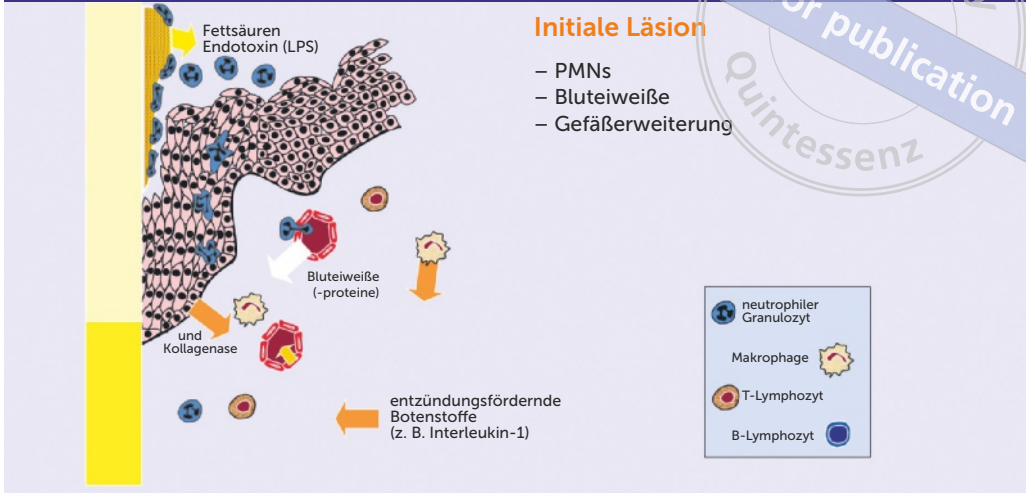 Fettsäuren
Endotoxin (LPS)
Initiale Läsion
– PMNs
– Bluteiweiße
– Gefäßerweiterung
or publication
Quintessenz
Bluteiweiße
(-proteine)
und
Kollagenase
entzündungsfördernde
Botenstoffe
(z. B. Interleukin-1)
neutrophiler
Granulozyt
Makrophage
T-Lymphozyt
B-Lymphozyt